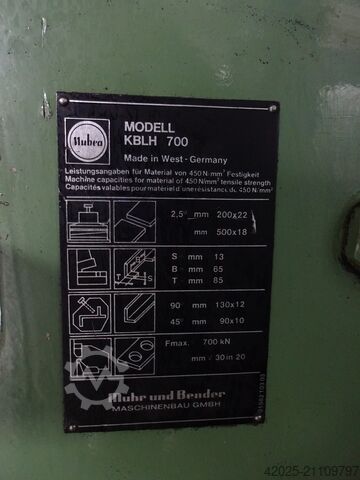 Mubea
MODELL
KBLH 700
Made in West-Germany
Leistungsangaben für Material von 450 N/mm² Festigkeit
Machine capacities for material of 450 N/mm² tensile strength
Capacités valables pour matériel d'une résistance de 450 N/mm²
2,5° mm 200x22
mm 500x18
S mm 13
B mm 65
T mm 85
90° mm 130x12
45° mm 90x10
Fmax. 700 kN
mm 30 in 20
Muhr und Bender
MASCHINENBAU GMBH
42025-21109797